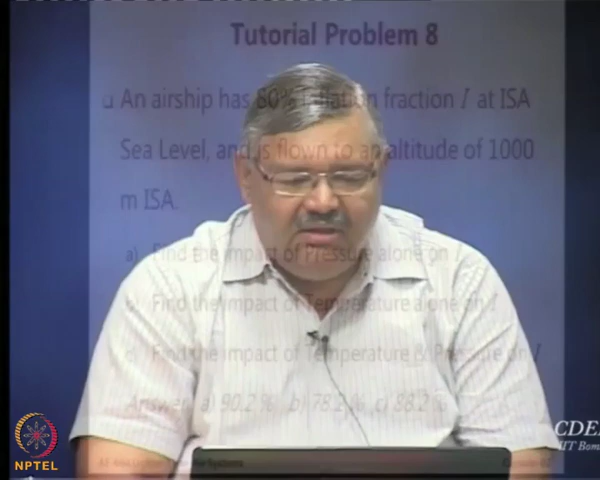 Tutorial Problem 8
An airship has 80% inflation fraction I at ISA
Sea Level, and is flown to an altitude of 1000
m ISA.
a) Find the impact of Pressure alone on I
b) Find the impact of Temperature alone on I
c) Find the impact of Temperature & Pressure on I
Answer a) 90.2 % b) 78.2 % c) 88.2 %
CDE
IIT Bom
NPTEL